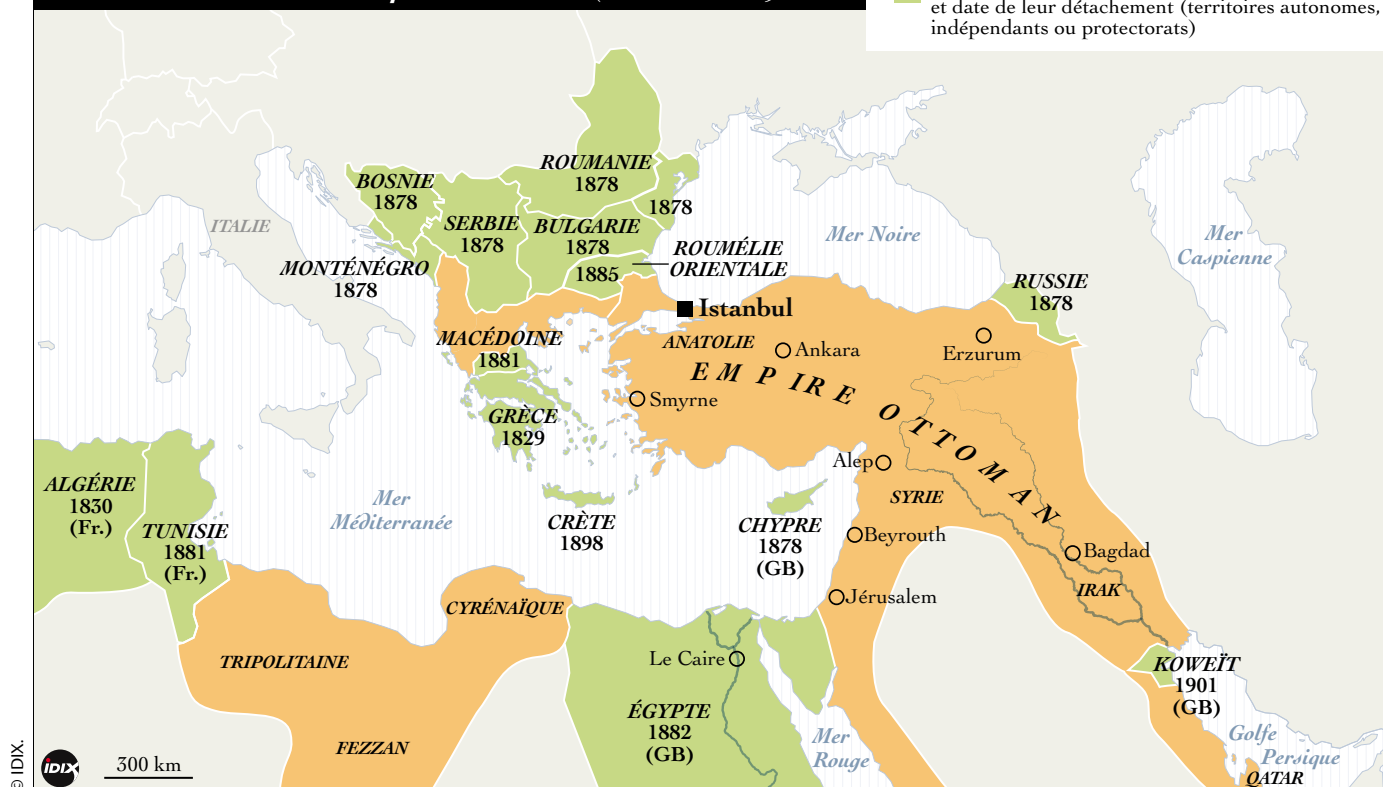 et date de leur détachement (territoires autonomes,
indépendants ou protectorats)
ROUMANIE
1878
BOSNIE
1878
1878
SERBIE
1878
BULGARIE
1878
ITALIE
Mer Noire
Mer
Caspienne
ROUMÉLIE
ORIENTALE
1885
MONTÉNÉGRO
1878
RUSSIE
1878
Istanbul
MACÉDOINE
1881
ANATOLIE
Ankara
Erzurum
EMPIRE OTTOMAN
Smyrne
GRÈCE
1829
Alep
SYRIE
ALGÉRIE
1830
(Fr.)
TUNISIE
1881
(Fr.)
Mer
Méditerranée
CRÈTE
1898
CHYPRE
1878
(GB)
Beyrouth
Bagdad
IRAK
Jérusalem
CYRÉNAÏQUE
TRIPOLITAINE
Le Caire
KOWEÏT
1901
(GB)
ÉGYPTE
1882
(GB)
FEZZAN
Mer
Rouge
Golfe
Persique
QATAR
300 km
IDIX
© IDIX.